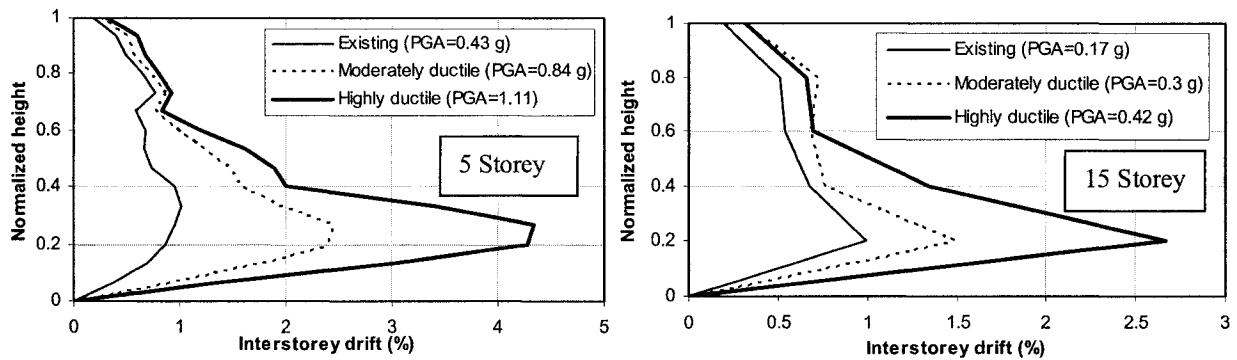 Normalized height
1
0.8
0.6
0.4
0.2
0
0 1 2 3 4 5
Interstorey drift (%)
Existing (PGA=0.43 g)
Moderately ductile (PGA=0.84 g)
Highly ductile (PGA=1.11)
5 Storey
Normalized height
1
0.8
0.6
0.4
0.2
0
0 0.5 1 1.5 2 2.5 3
Interstorey drift (%)
Existing (PGA=0.17 g)
Moderately ductile (PGA=0.3 g)
Highly ductile (PGA=0.42 g)
15 Storey